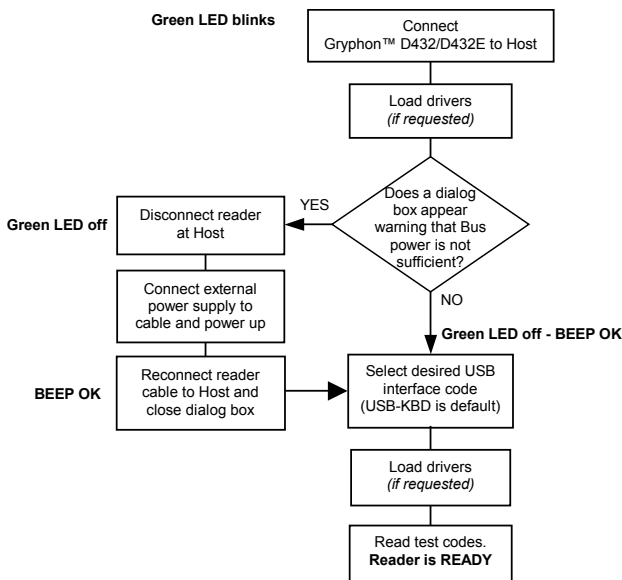 Green LED blinks
Connect
Gryphon™ D432/D432E to Host
Load drivers
(if requested)
Does a dialog
box appear
warning that Bus
power is not
sufficient?
YES
Green LED off
Disconnect reader
at Host
Connect external
power supply to
cable and power up
NO
Green LED off - BEEP OK
BEEP OK
Reconnect reader
cable to Host and
close dialog box
Select desired USB
interface code
(USB-KBD is default)
Load drivers
(if requested)
Read test codes.
Reader is READY